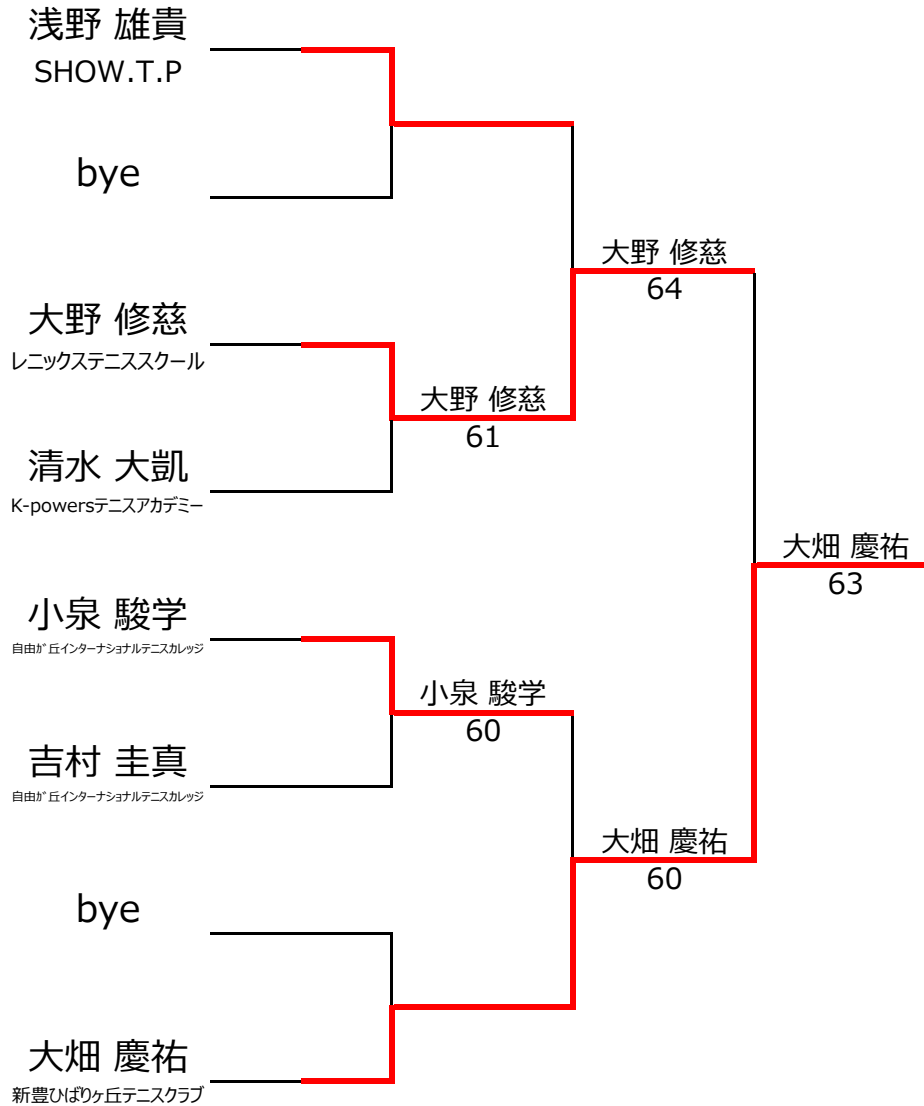 浅野 雄貴
SHOW.T.P
bye
大野 修慈
レニックステニススクール
清水 大凱
K-powersテニスアカデミー
小泉 駿学
自由が丘インターナショナルテニスカレッジ
吉村 圭真
自由が丘インターナショナルテニスカレッジ
bye
大畑 慶祐
新豊ひばりヶ丘テニスクラブ
大野 修慈
61
小泉 駿学
60
大野 修慈
64
大畑 慶祐
60
大畑 慶祐
63